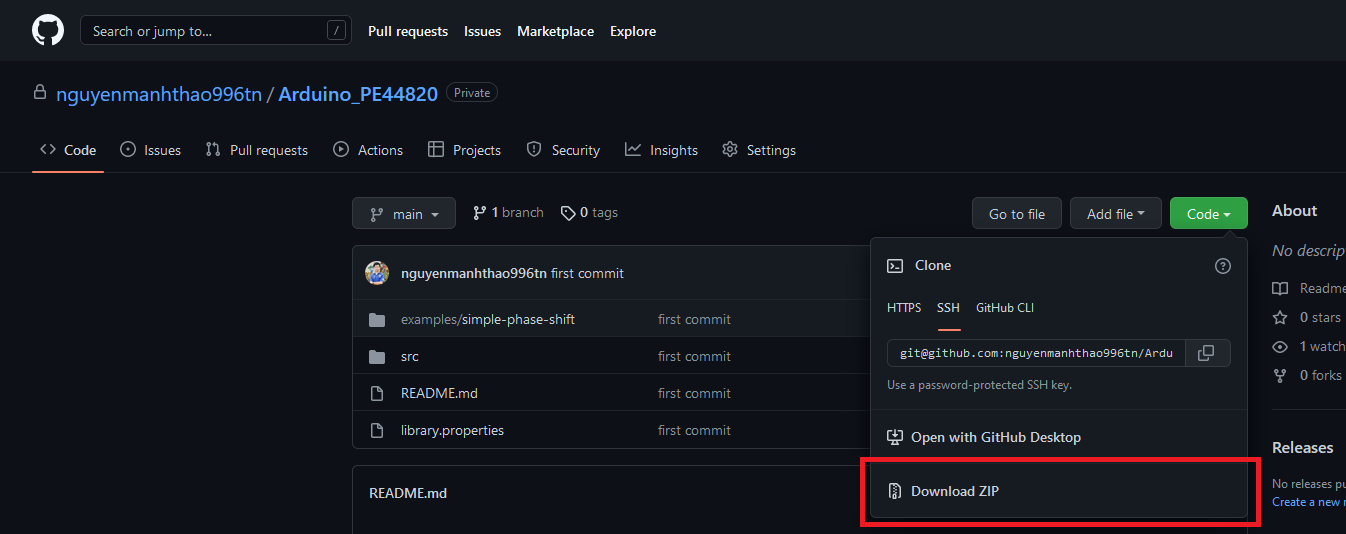 Search or jump to... /
Pull requests Issues Marketplace Explore
nguyenmanhthao996tn / Arduino_PE44820 Private
Code Issues Pull requests Actions Projects Security Insights Settings
main 1 branch 0 tags Go to file Add file Code
nguyenmanhthao996tn first commit
examples/simple-phase-shift first commit
src first commit
README.md first commit
library.properties first commit
README.md
Clone
HTTPS SSH GitHub CLI
git@github.com:nguyenmanhthao996tn/Ardu
Use a password-protected SSH key.
Open with GitHub Desktop
Download ZIP
About
No descrip
Readme
0 stars
1 watch
0 forks
Releases
No releases pu
Create a new r